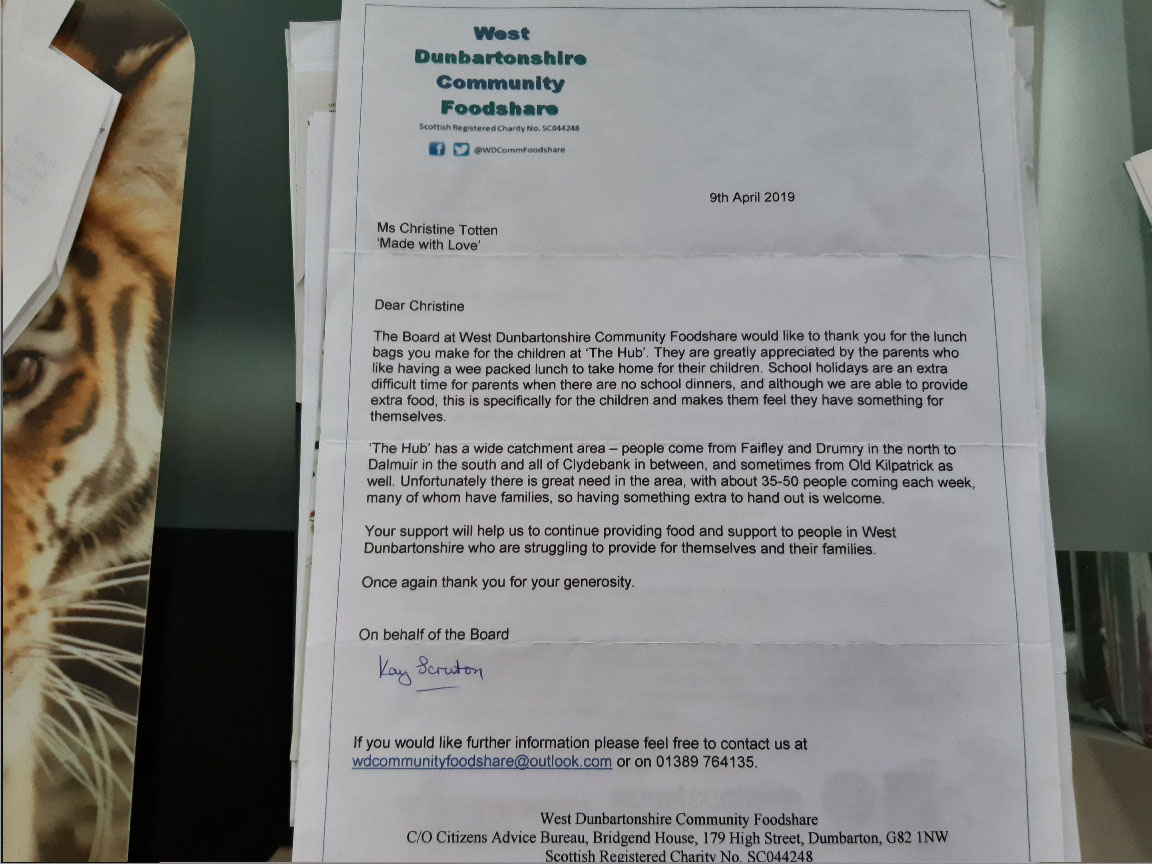 West
Dunbartonshire
Community
Foodshare
Scottish Registered Charity No. SC044248
@WDCommFoodshare
9th April 2019
Ms Christine Totten
'Made with Love'
Dear Christine
The Board at West Dunbartonshire Community Foodshare would like to thank you for the lunch
bags you make for the children at 'The Hub'. They are greatly appreciated by the parents who
like having a wee packed lunch to take home for their children. School holidays are an extra
difficult time for parents when there are no school dinners, and although we are able to provide
extra food, this is specifically for the children and makes them feel they have something for
themselves.
'The Hub' has a wide catchment area – people come from Faifley and Drumry in the north to
Dalmuir in the south and all of Clydebank in between, and sometimes from Old Kilpatrick as
well. Unfortunately there is great need in the area, with about 35-50 people coming each week,
many of whom have families, so having something extra to hand out is welcome.
Your support will help us to continue providing food and support to people in West
Dunbartonshire who are struggling to provide for themselves and their families.
Once again thank you for your generosity.
On behalf of the Board
Kay Scruton
If you would like further information please feel free to contact us at
wdcommunityfoodshare@outlook.com or on 01389 764135.
West Dunbartonshire Community Foodshare
C/O Citizens Advice Bureau, Bridgend House, 179 High Street, Dumbarton, G82 1NW
Scottish Registered Charity No. SC044248